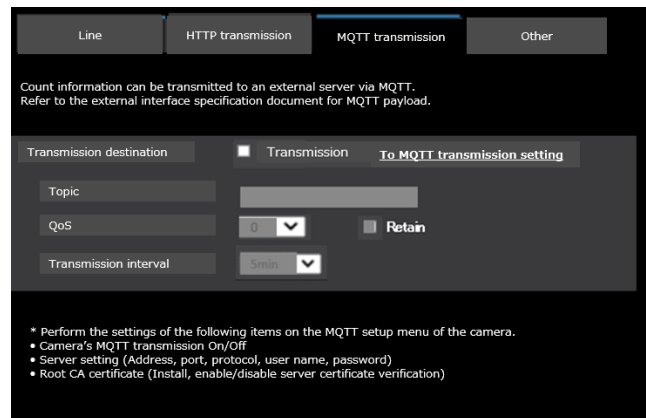 Line HTTP transmission MQTT transmission Other
Count information can be transmitted to an external server via MQTT.
Refer to the external interface specification document for MQTT payload.
Transmission destination Transmission To MQTT transmission setting
Topic
QoS 0 Retain
Transmission interval 5min
* Perform the settings of the following items on the MQTT setup menu of the camera.
• Camera's MQTT transmission On/Off
• Server setting (Address, port, protocol, user name, password)
• Root CA certificate (Install, enable/disable server certificate verification)